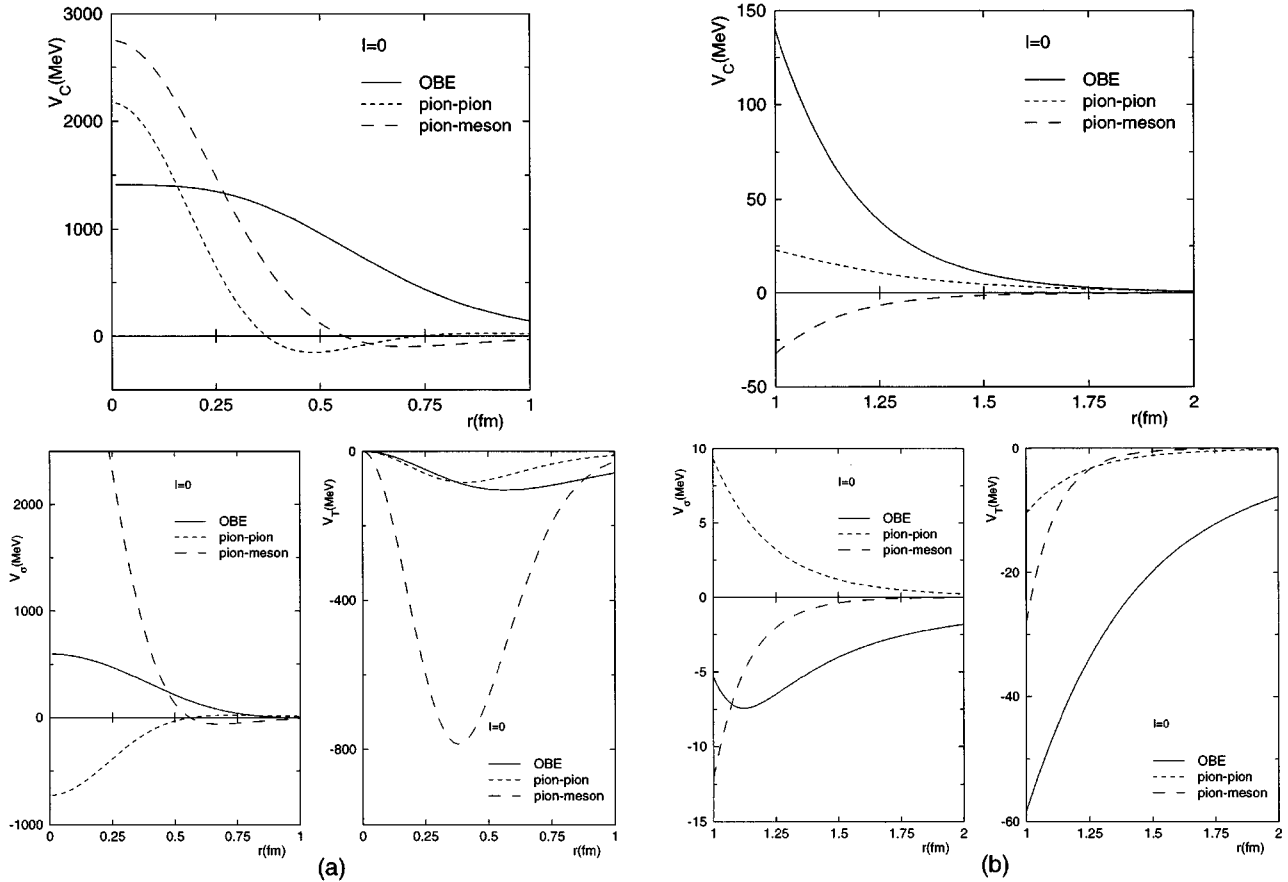 3000
2000
1000
0
V_C(MeV)
I=0
OBE
pion-pion
pion-meson
0
0.25
0.5
0.75
1
r(fm)
150
100
50
0
-50
V_C(MeV)
I=0
OBE
pion-pion
pion-meson
1
1.25
1.5
1.75
2
r(fm)
2000
1000
0
-1000
V_σ(MeV)
I=0
OBE
pion-pion
pion-meson
0
0.25
0.5
0.75
1
r(fm)
0
-400
-800
V_T(MeV)
I=0
OBE
pion-pion
pion-meson
0
0.25
0.5
0.75
1
r(fm)
(a)
10
5
0
-5
-10
-15
V_σ(MeV)
I=0
OBE
pion-pion
pion-meson
1
1.25
1.5
1.75
2
r(fm)
0
-20
-40
-60
V_T(MeV)
I=0
OBE
pion-pion
pion-meson
1
1.25
1.5
1.75
2
r(fm)
(b)